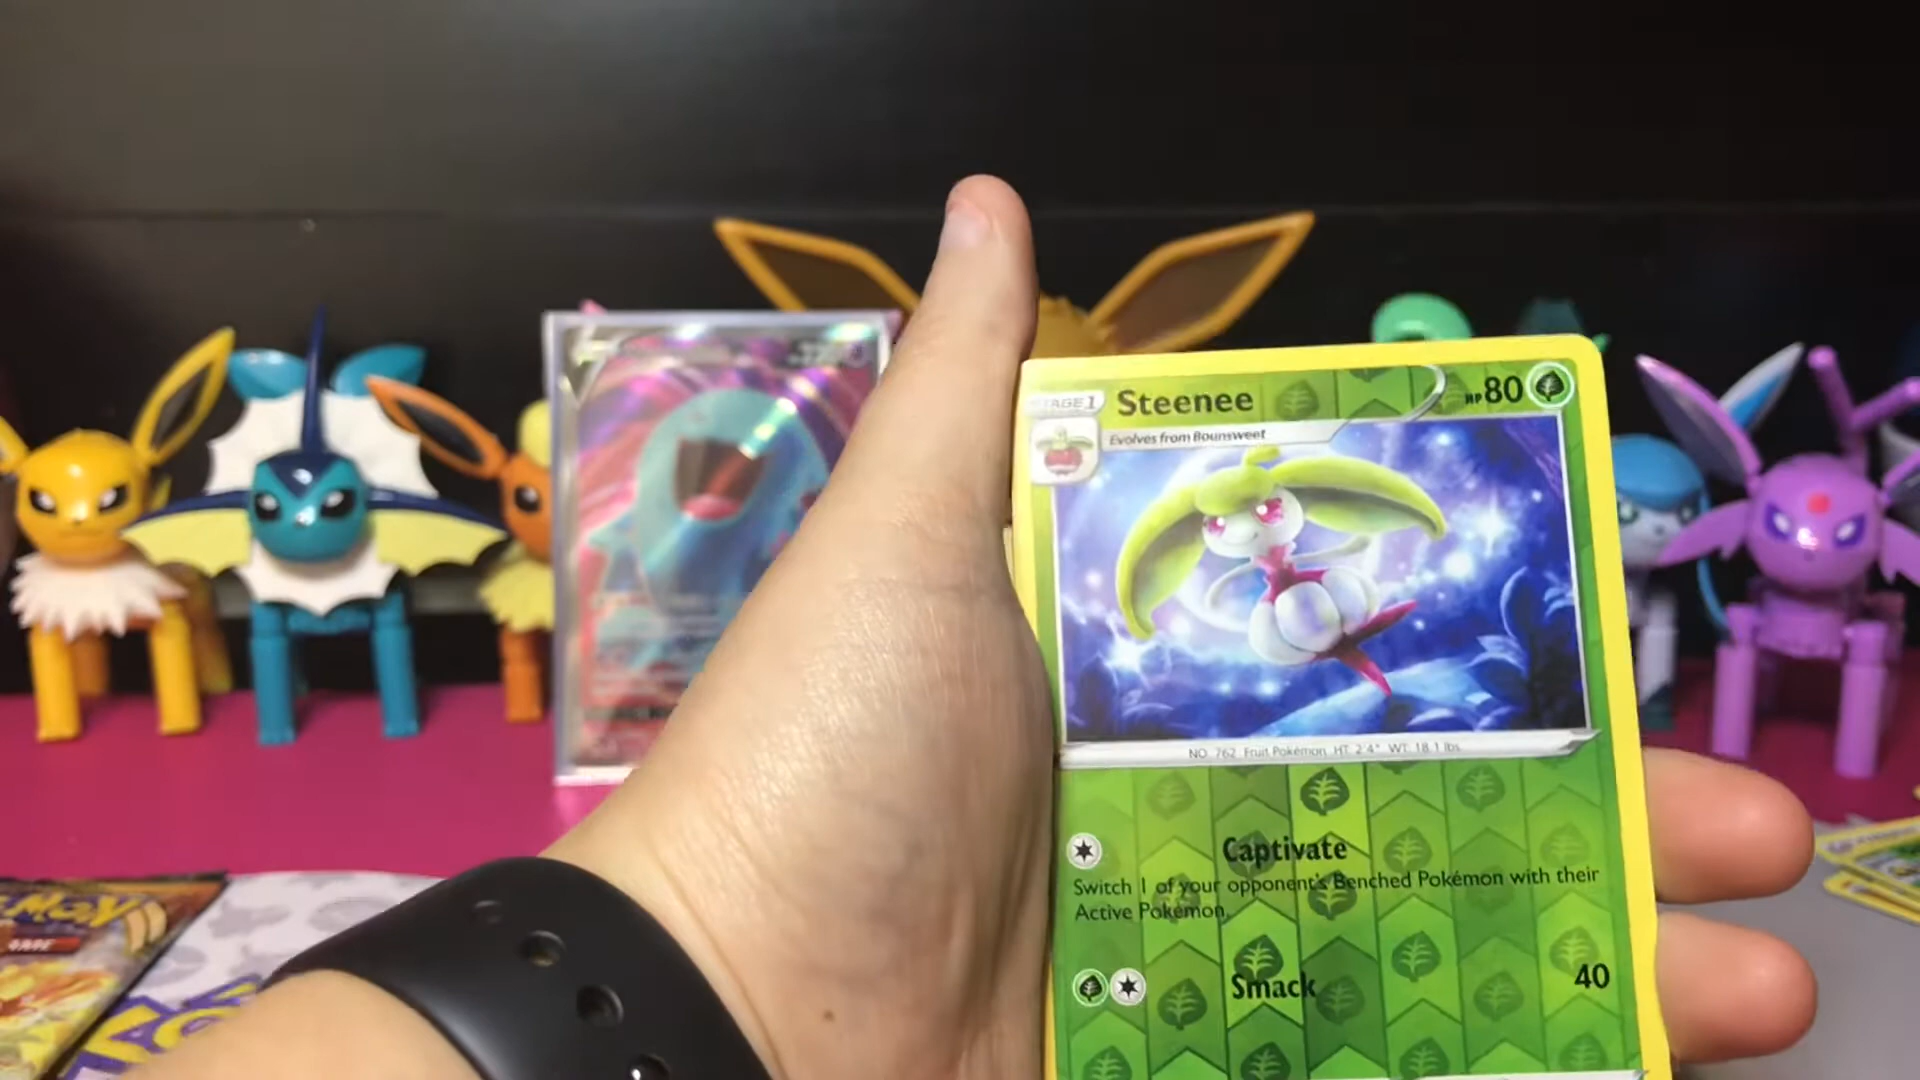 STAGE 1
Steenee
HP 80
Evolves from Bounsweet
NO. 762 Fruit Pokémon HT 2'4" WT 18.1 lbs.
Captivate
Switch 1 of your opponent's Benched Pokémon with their
Active Pokémon.
Smack 40